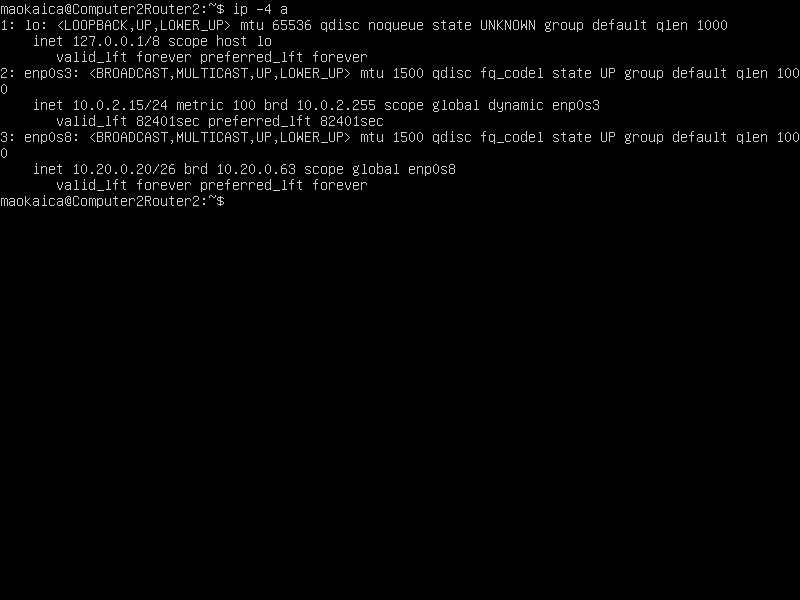 maokaica@Computer2Router2:~$ ip -4 a
1: lo: <LOOPBACK,UP,LOWER_UP> mtu 65536 qdisc noqueue state UNKNOWN group default qlen 1000
    inet 127.0.0.1/8 scope host lo
       valid_lft forever preferred_lft forever
2: enp0s3: <BROADCAST,MULTICAST,UP,LOWER_UP> mtu 1500 qdisc fq_codel state UP group default qlen 100
0
    inet 10.0.2.15/24 metric 100 brd 10.0.2.255 scope global dynamic enp0s3
       valid_lft 82401sec preferred_lft 82401sec
3: enp0s8: <BROADCAST,MULTICAST,UP,LOWER_UP> mtu 1500 qdisc fq_codel state UP group default qlen 100
0
    inet 10.20.0.20/26 brd 10.20.0.63 scope global enp0s8
       valid_lft forever preferred_lft forever
maokaica@Computer2Router2:~$